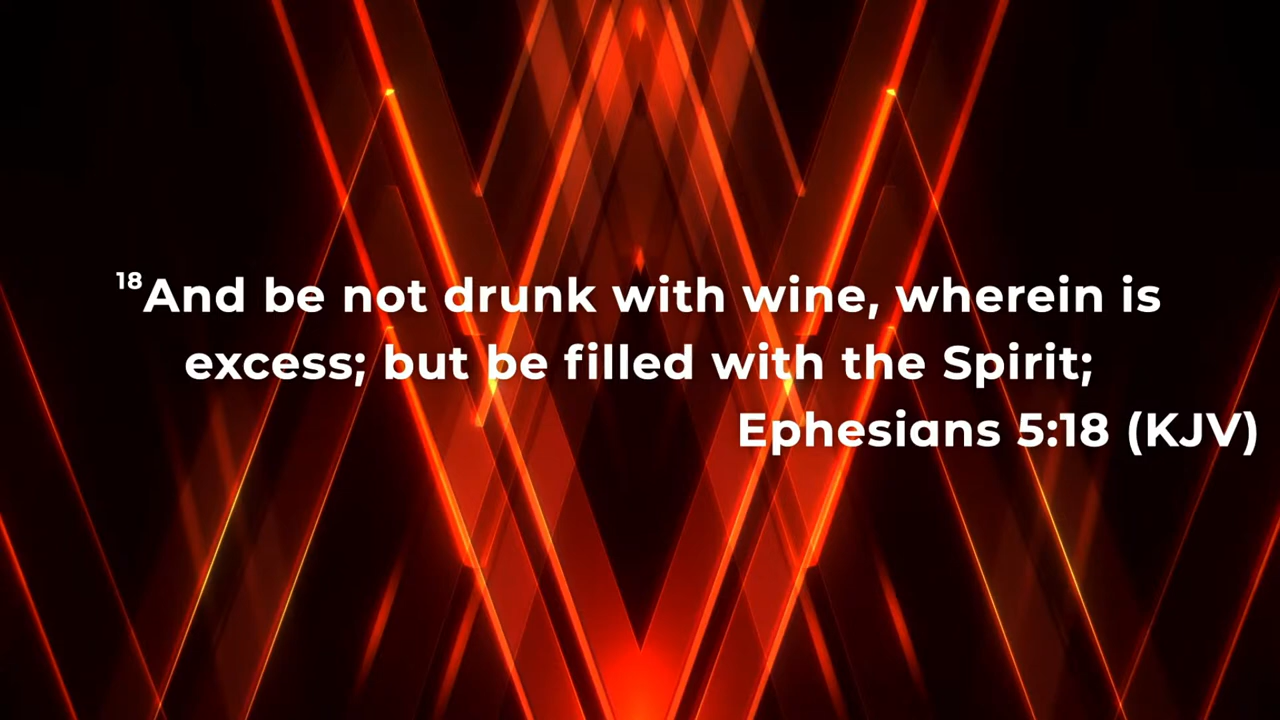 18And be not drunk with wine, wherein is
excess; but be filled with the Spirit;
Ephesians 5:18 (KJV)